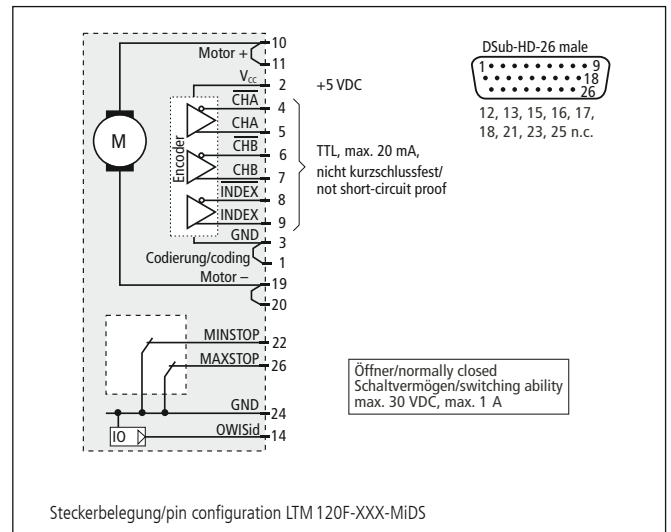 Motor + 10
11
V_CC 2 +5 VDC
C̅H̅A̅ 4
CHA 5
C̅H̅B̅ 6
CHB 7
I̅N̅D̅E̅X̅ 8
INDEX 9
GND 3
Codierung/coding 1
Motor – 19
20
M
Encoder
TTL, max. 20 mA,
nicht kurzschlussfest/
not short-circuit proof
DSub-HD-26 male
1 9
18
26
12, 13, 15, 16, 17,
18, 21, 23, 25 n.c.
MINSTOP 22
MAXSTOP 26
GND 24
IO OWISid 14
Öffner/normally closed
Schaltvermögen/switching ability
max. 30 VDC, max. 1 A
Steckerbelegung/pin configuration LTM 120F-XXX-MiDS